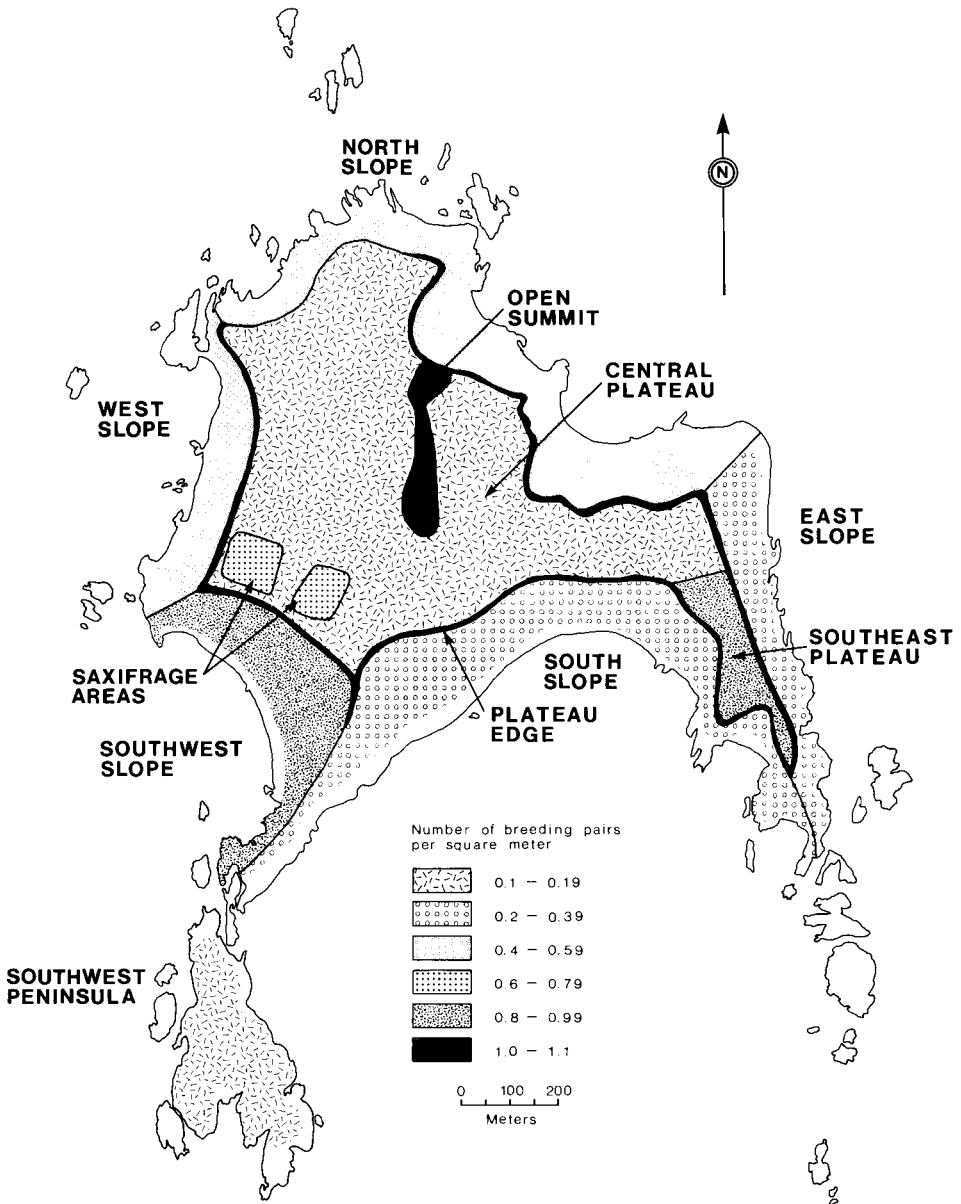 NORTH
SLOPE
N
OPEN
SUMMIT
CENTRAL
PLATEAU
WEST
SLOPE
EAST
SLOPE
SAXIFRAGE
AREAS
SOUTH
SLOPE
SOUTHEAST
PLATEAU
PLATEAU
EDGE
SOUTHWEST
SLOPE
Number of breeding pairs
per square meter
0.1 – 0.19
0.2 – 0.39
0.4 – 0.59
0.6 – 0.79
0.8 – 0.99
1.0 – 1.1
SOUTHWEST
PENINSULA
0 100 200
Meters